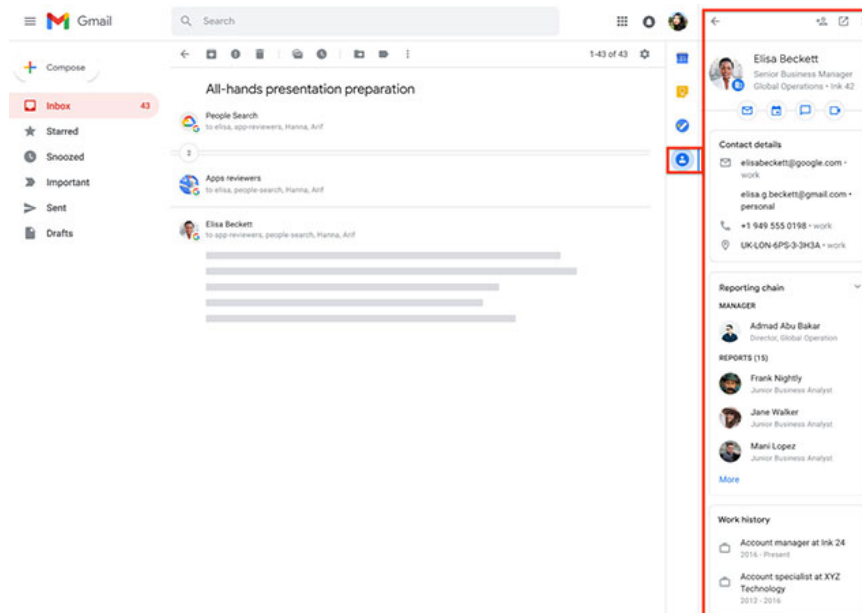 Gmail
Search
Compose
Inbox 43
Starred
Snoozed
Important
Sent
Drafts
1-43 of 43
All-hands presentation preparation
People Search
to elisa, app-reviewers, Hanna, Arif
2
Apps reviewers
to elisa, people-search, Hanna, Arif
Elisa Beckett
to app-reviewers, people-search, Hanna, Arif
Elisa Beckett
Senior Business Manager
Global Operations • Ink 42
Contact details
elisabeckett@google.com •
work
elisa.g.beckett@gmail.com •
personal
+1 949 555 0198 • work
UK-LON-6PS-3-3H3A • work
Reporting chain
MANAGER
Admad Abu Bakar
Director, Global Operation
REPORTS (15)
Frank Nightly
Junior Business Analyst
Jane Walker
Junior Business Analyst
Mani Lopez
Junior Business Analyst
More
Work history
Account manager at Ink 24
2016 - Present
Account specialist at XYZ
Technology
2012 - 2016